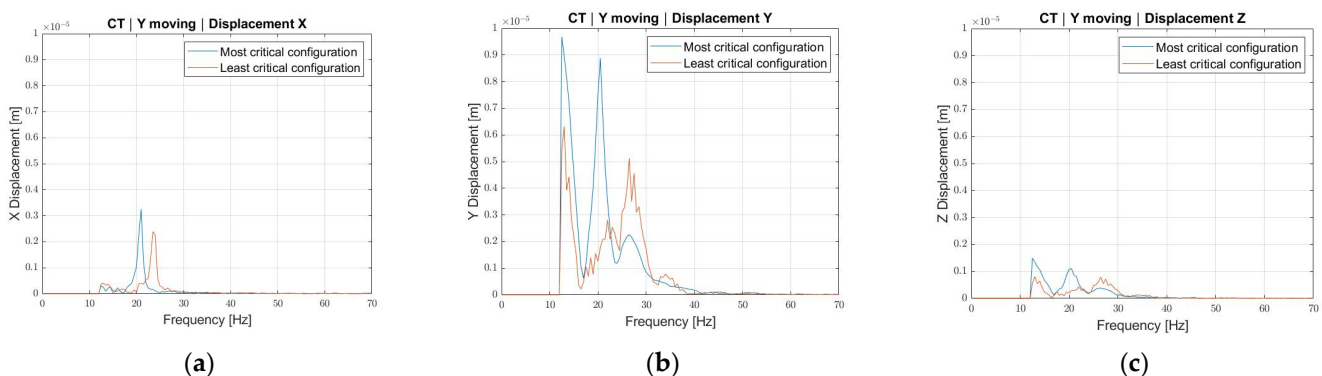 CT | Y moving | Displacement X
×10^-5
Most critical configuration
Least critical configuration
X Displacement [m]
1
0.9
0.8
0.7
0.6
0.5
0.4
0.3
0.2
0.1
0
0 10 20 30 40 50 60 70
Frequency [Hz]
(a)
CT | Y moving | Displacement Y
×10^-5
Most critical configuration
Least critical configuration
Y Displacement [m]
1
0.9
0.8
0.7
0.6
0.5
0.4
0.3
0.2
0.1
0
0 10 20 30 40 50 60 70
Frequency [Hz]
(b)
CT | Y moving | Displacement Z
×10^-5
Most critical configuration
Least critical configuration
Z Displacement [m]
1
0.9
0.8
0.7
0.6
0.5
0.4
0.3
0.2
0.1
0
0 10 20 30 40 50 60 70
Frequency [Hz]
(c)